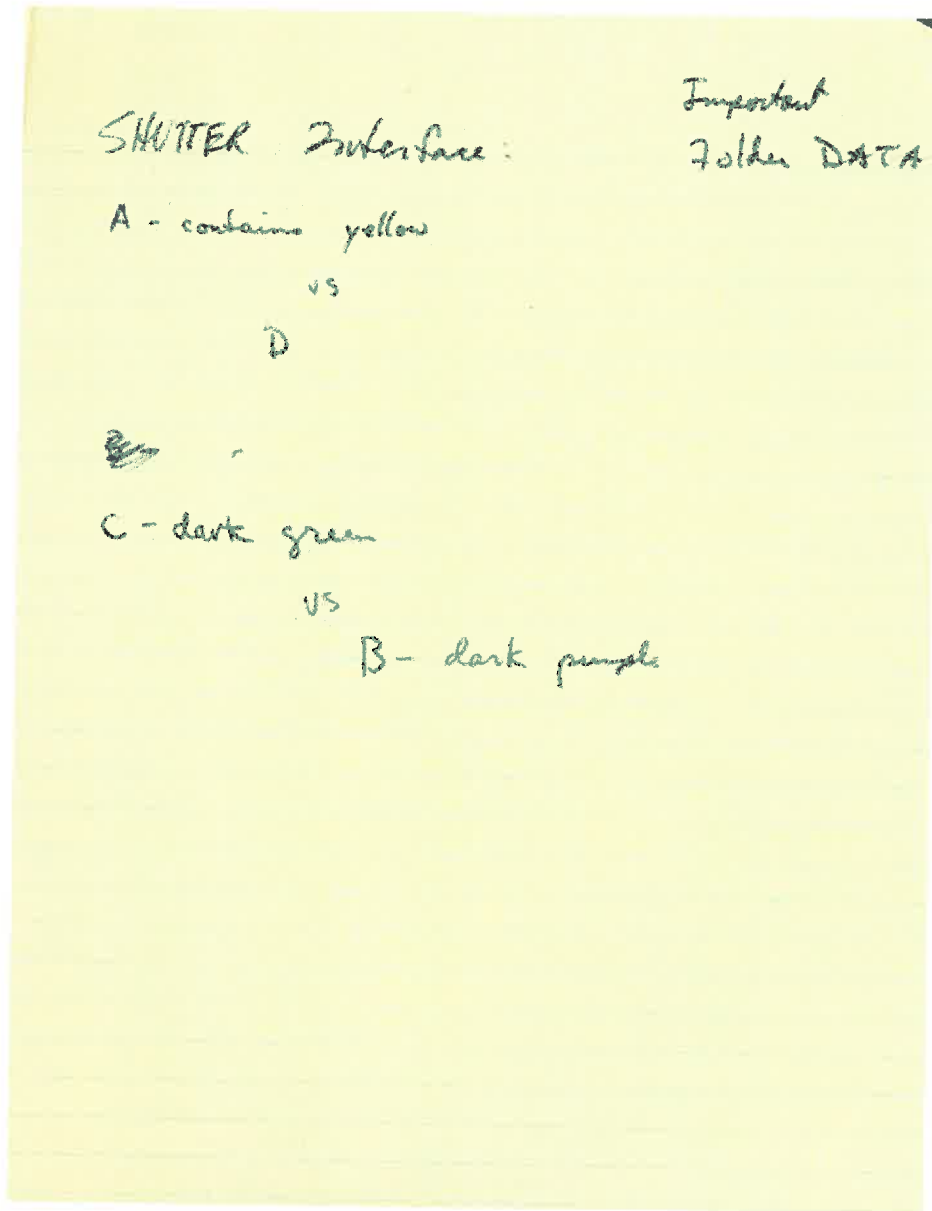 Important
SHUTTER Interface:
Folder DATA
A - contains yellow
vs
D
C - dark green
vs
B - dark purple